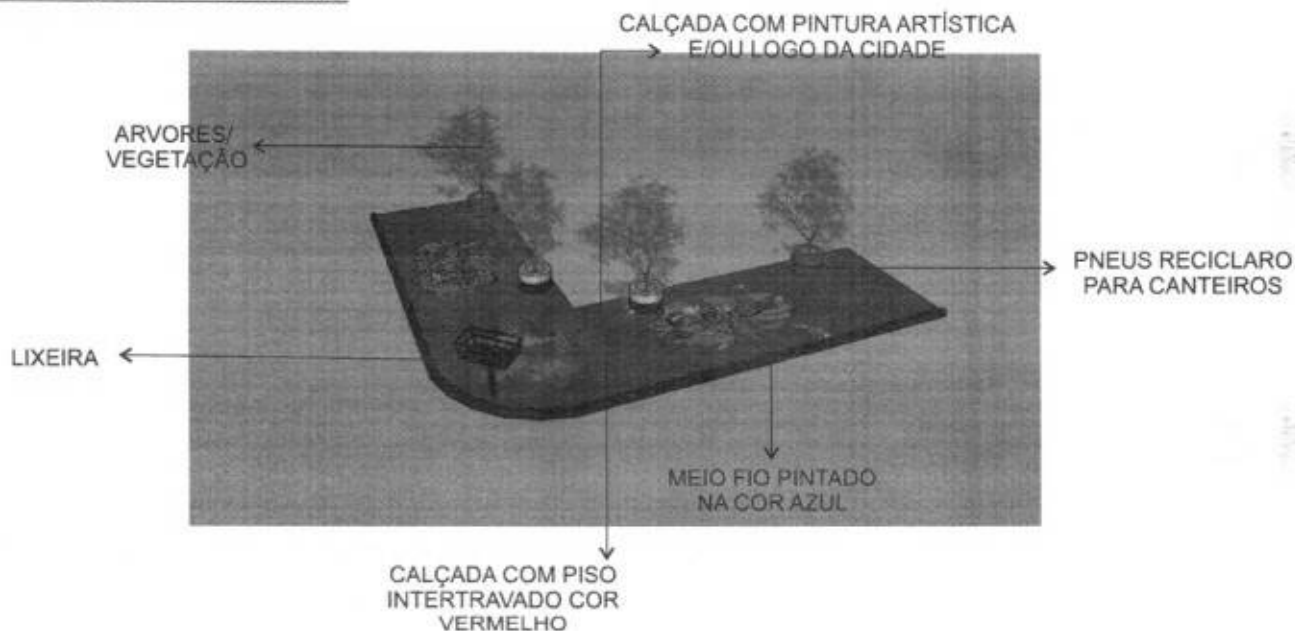 CALÇADA COM PINTURA ARTÍSTICA
E/OU LOGO DA CIDADE
ARVORES/
VEGETAÇÃO
PNEUS RECICLARO
PARA CANTEIROS
LIXEIRA
MEIO FIO PINTADO
NA COR AZUL
CALÇADA COM PISO
INTERTRAVADO COR
VERMELHO